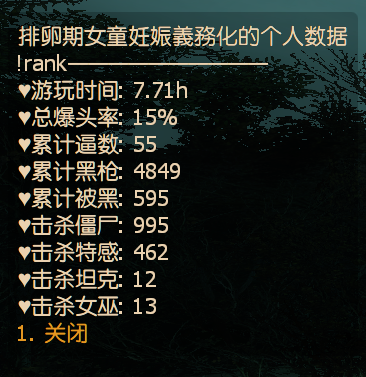 排卵期女童妊娠義務化的个人数据
!rank——————————
♥游玩时间: 7.71h
♥总爆头率: 15%
♥累计逼数: 55
♥累计黑枪: 4849
♥累计被黑: 595
♥击杀僵尸: 995
♥击杀特感: 462
♥击杀坦克: 12
♥击杀女巫: 13
1. 关闭